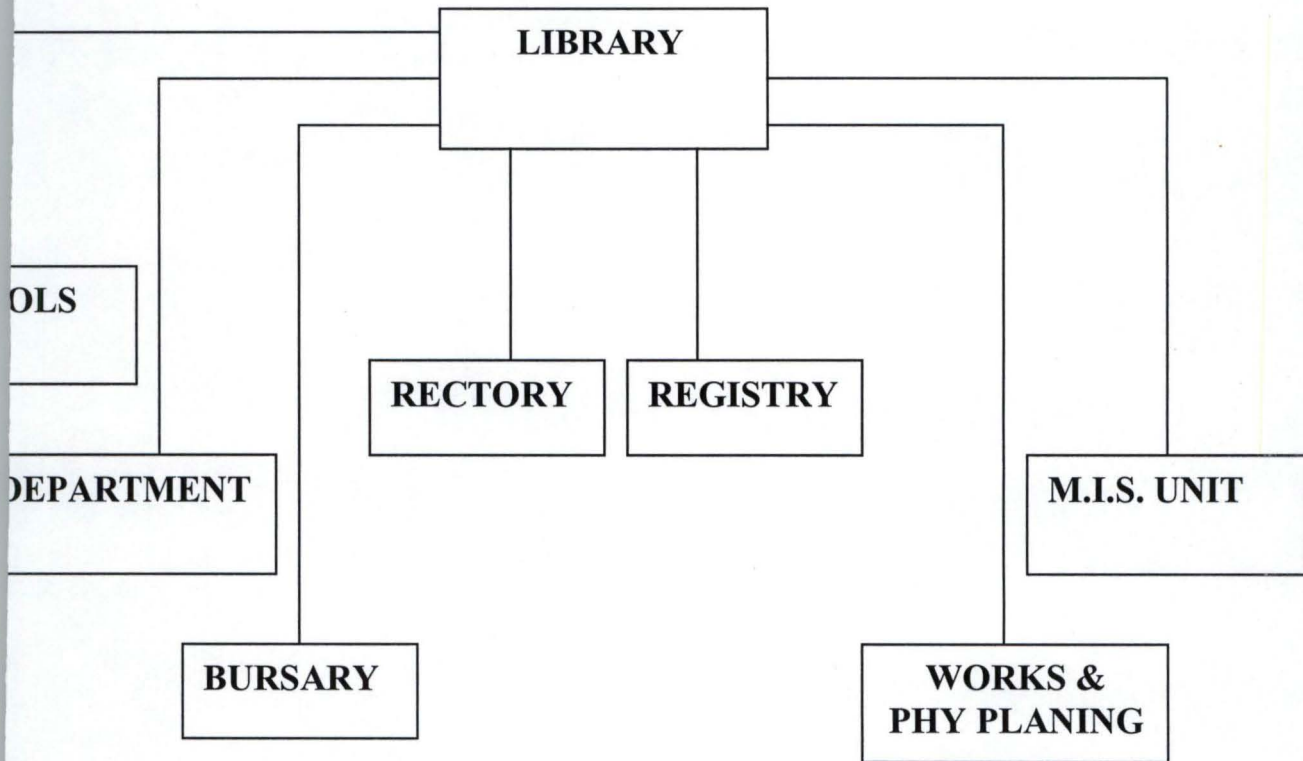 LIBRARY
OLS
RECTORY
REGISTRY
DEPARTMENT
M.I.S. UNIT
BURSARY
WORKS &
PHY PLANING